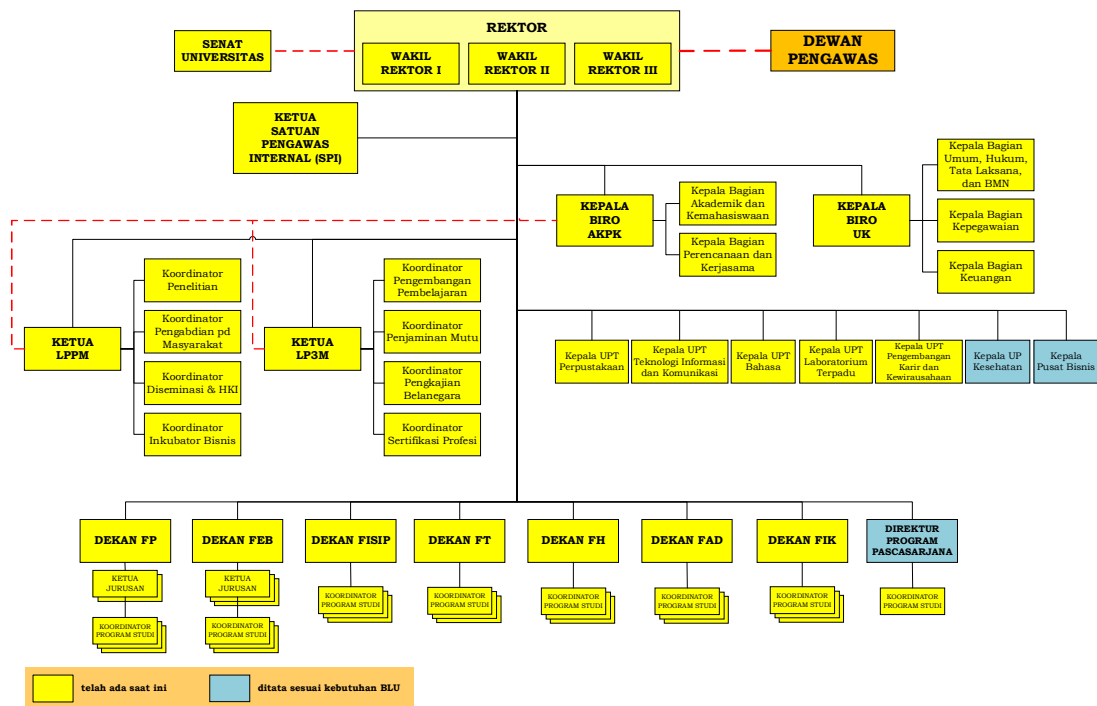 REKTOR
SENAT
UNIVERSITAS
WAKIL
REKTOR I
WAKIL
REKTOR II
WAKIL
REKTOR III
DEWAN
PENGAWAS
KETUA
SATUAN
PENGAWAS
INTERNAL (SPI)
KEPALA
BIRO
AKPK
Kepala Bagian
Akademik dan
Kemahasiswaan
Kepala Bagian
Perencanaan dan
Kerjasama
KEPALA
BIRO
UK
Kepala Bagian
Umum, Hukum,
Tata Laksana,
dan BMN
Kepala Bagian
Kepegawaian
Kepala Bagian
Keuangan
KETUA
LPPM
Koordinator
Penelitian
Koordinator
Pengabdian pd
Masyarakat
Koordinator
Diseminasi & HKI
Koordinator
Inkubator Bisnis
KETUA
LP3M
Koordinator
Pengembangan
Pembelajaran
Koordinator
Penjaminan Mutu
Koordinator
Pengkajian
Belanegara
Koordinator
Sertifikasi Profesi
Kepala UPT
Perpustakaan
Kepala UPT
Teknologi Informasi
dan Komunikasi
Kepala UPT
Bahasa
Kepala UPT
Laboratorium
Terpadu
Kepala UPT
Pengembangan
Karir dan
Kewirausahaan
Kepala UP
Kesehatan
Kepala
Pusat Bisnis
DEKAN FP
DEKAN FEB
DEKAN FISIP
DEKAN FT
DEKAN FH
DEKAN FAD
DEKAN FIK
DIREKTUR
PROGRAM
PASCASARJANA
KETUA
JURUSAN
KETUA
JURUSAN
KOORDINATOR
PROGRAM STUDI
KOORDINATOR
PROGRAM STUDI
KOORDINATOR
PROGRAM STUDI
KOORDINATOR
PROGRAM STUDI
KOORDINATOR
PROGRAM STUDI
KOORDINATOR
PROGRAM STUDI
KOORDINATOR
PROGRAM STUDI
KOORDINATOR
PROGRAM STUDI
telah ada saat ini
ditata sesuai kebutuhan BLU